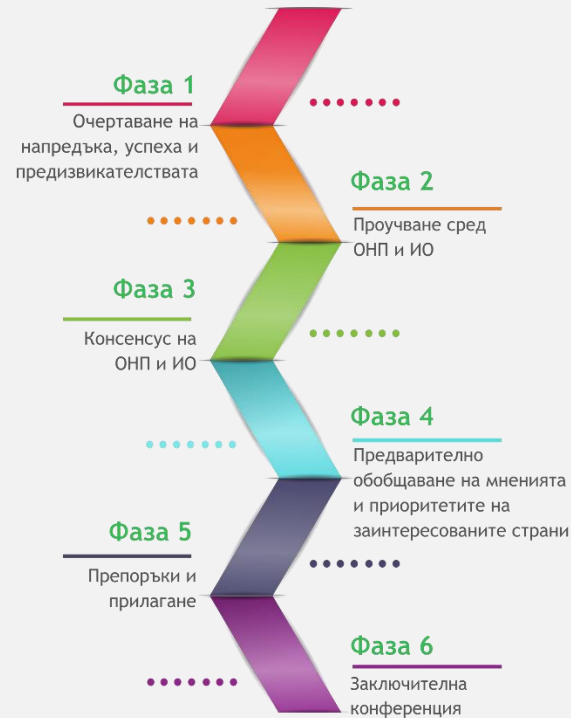 Фаза 1
Очертаване на
напредъка, успеха и
предизвикателствата
Фаза 2
Проучване сред
ОНП и ИО
Фаза 3
Консенсус на
ОНП и ИО
Фаза 4
Предварително
обобщаване на мненията
и приоритетите на
заинтересованите страни
Фаза 5
Препоръки и
прилагане
Фаза 6
Заключителна
конференция